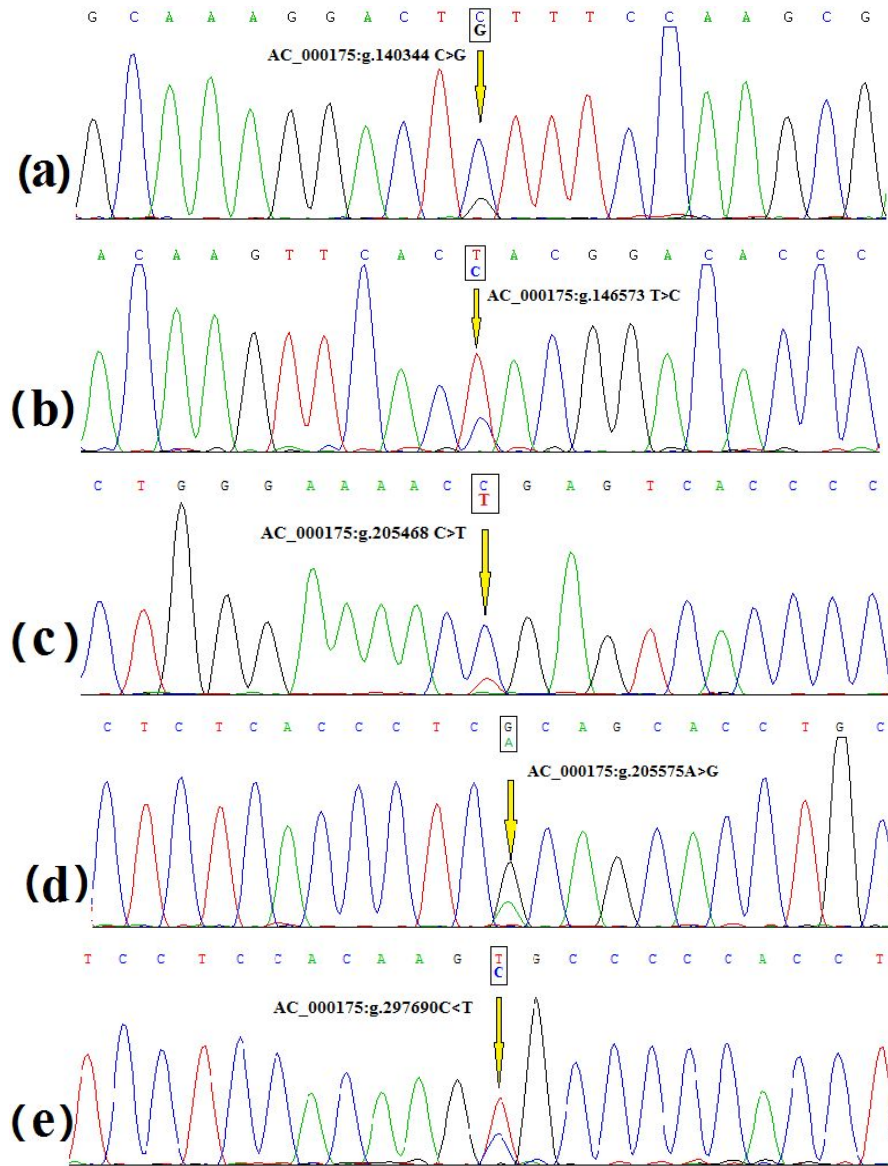 G C A A A G G A C T C T T T C C A A G C G
G
AC_000175:g.140344 C>G
(a)
A C A A G T T C A C T A C G G A C A C C C
C
AC_000175:g.146573 T>C
(b)
C T G G G A A A A C C G A G T C A C C C C
T
AC_000175:g.205468 C>T
(c)
C T C T C A C C C T C G C A G C A C C T G C
A
AC_000175:g.205575A>G
(d)
T C C T C C A C A A G T G C C C C C A C C T
C
AC_000175:g.297690C<T
(e)